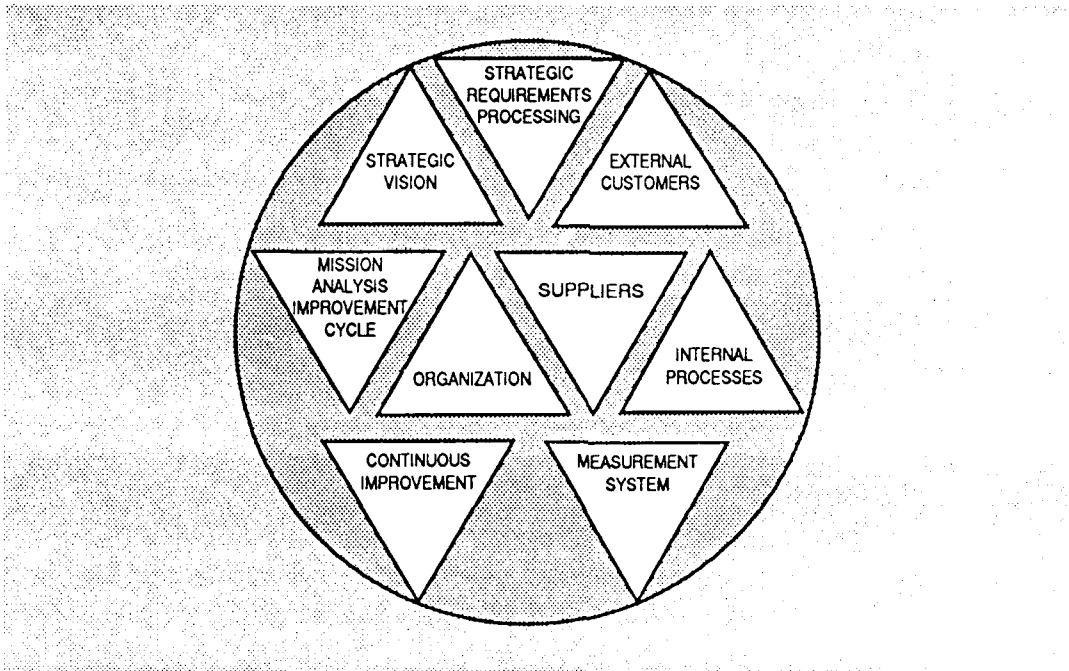 STRATEGIC
REQUIREMENTS
PROCESSING
STRATEGIC
VISION
EXTERNAL
CUSTOMERS
MISSION
ANALYSIS
IMPROVEMENT
CYCLE
ORGANIZATION
SUPPLIERS
INTERNAL
PROCESSES
CONTINUOUS
IMPROVEMENT
MEASUREMENT
SYSTEM